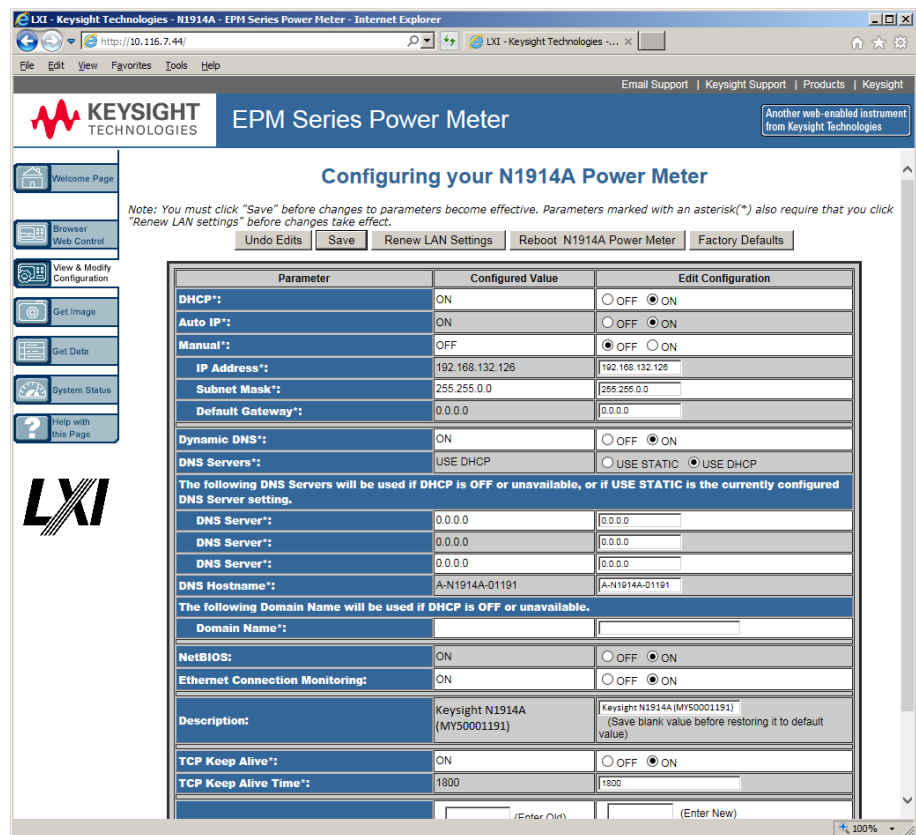 LXI - Keysight Technologies - N1914A - EPM Series Power Meter - Internet Explorer
http://10.116.7.44/
LXI - Keysight Technologies -...
File Edit View Favorites Tools Help
Email Support | Keysight Support | Products | Keysight
KEYSIGHT
TECHNOLOGIES
EPM Series Power Meter
Another web-enabled instrument
from Keysight Technologies
Welcome Page
Browser
Web Control
View & Modify
Configuration
Get Image
Get Data
System Status
Help with
this Page
LXI
Configuring your N1914A Power Meter
Note: You must click "Save" before changes to parameters become effective. Parameters marked with an asterisk(*) also require that you click
"Renew LAN settings" before changes take effect.
Undo Edits Save Renew LAN Settings Reboot N1914A Power Meter Factory Defaults
Parameter Configured Value Edit Configuration
DHCP*: ON OFF ON
Auto IP*: ON OFF ON
Manual*: OFF OFF ON
IP Address*: 192.168.132.126 192.168.132.126
Subnet Mask*: 255.255.0.0 255.255.0.0
Default Gateway*: 0.0.0.0 0.0.0.0
Dynamic DNS*: ON OFF ON
DNS Servers*: USE DHCP USE STATIC USE DHCP
The following DNS Servers will be used if DHCP is OFF or unavailable, or if USE STATIC is the currently configured
DNS Server setting.
DNS Server*: 0.0.0.0 0.0.0.0
DNS Server*: 0.0.0.0 0.0.0.0
DNS Server*: 0.0.0.0 0.0.0.0
DNS Hostname*: A-N1914A-01191 A-N1914A-01191
The following Domain Name will be used if DHCP is OFF or unavailable.
Domain Name*:
NetBIOS: ON OFF ON
Ethernet Connection Monitoring: ON OFF ON
Description: Keysight N1914A (MY50001191) Keysight N1914A (MY50001191)
(Save blank value before restoring it to default
value)
TCP Keep Alive*: ON OFF ON
TCP Keep Alive Time*: 1800 1800
(Enter Old) (Enter New)
100%